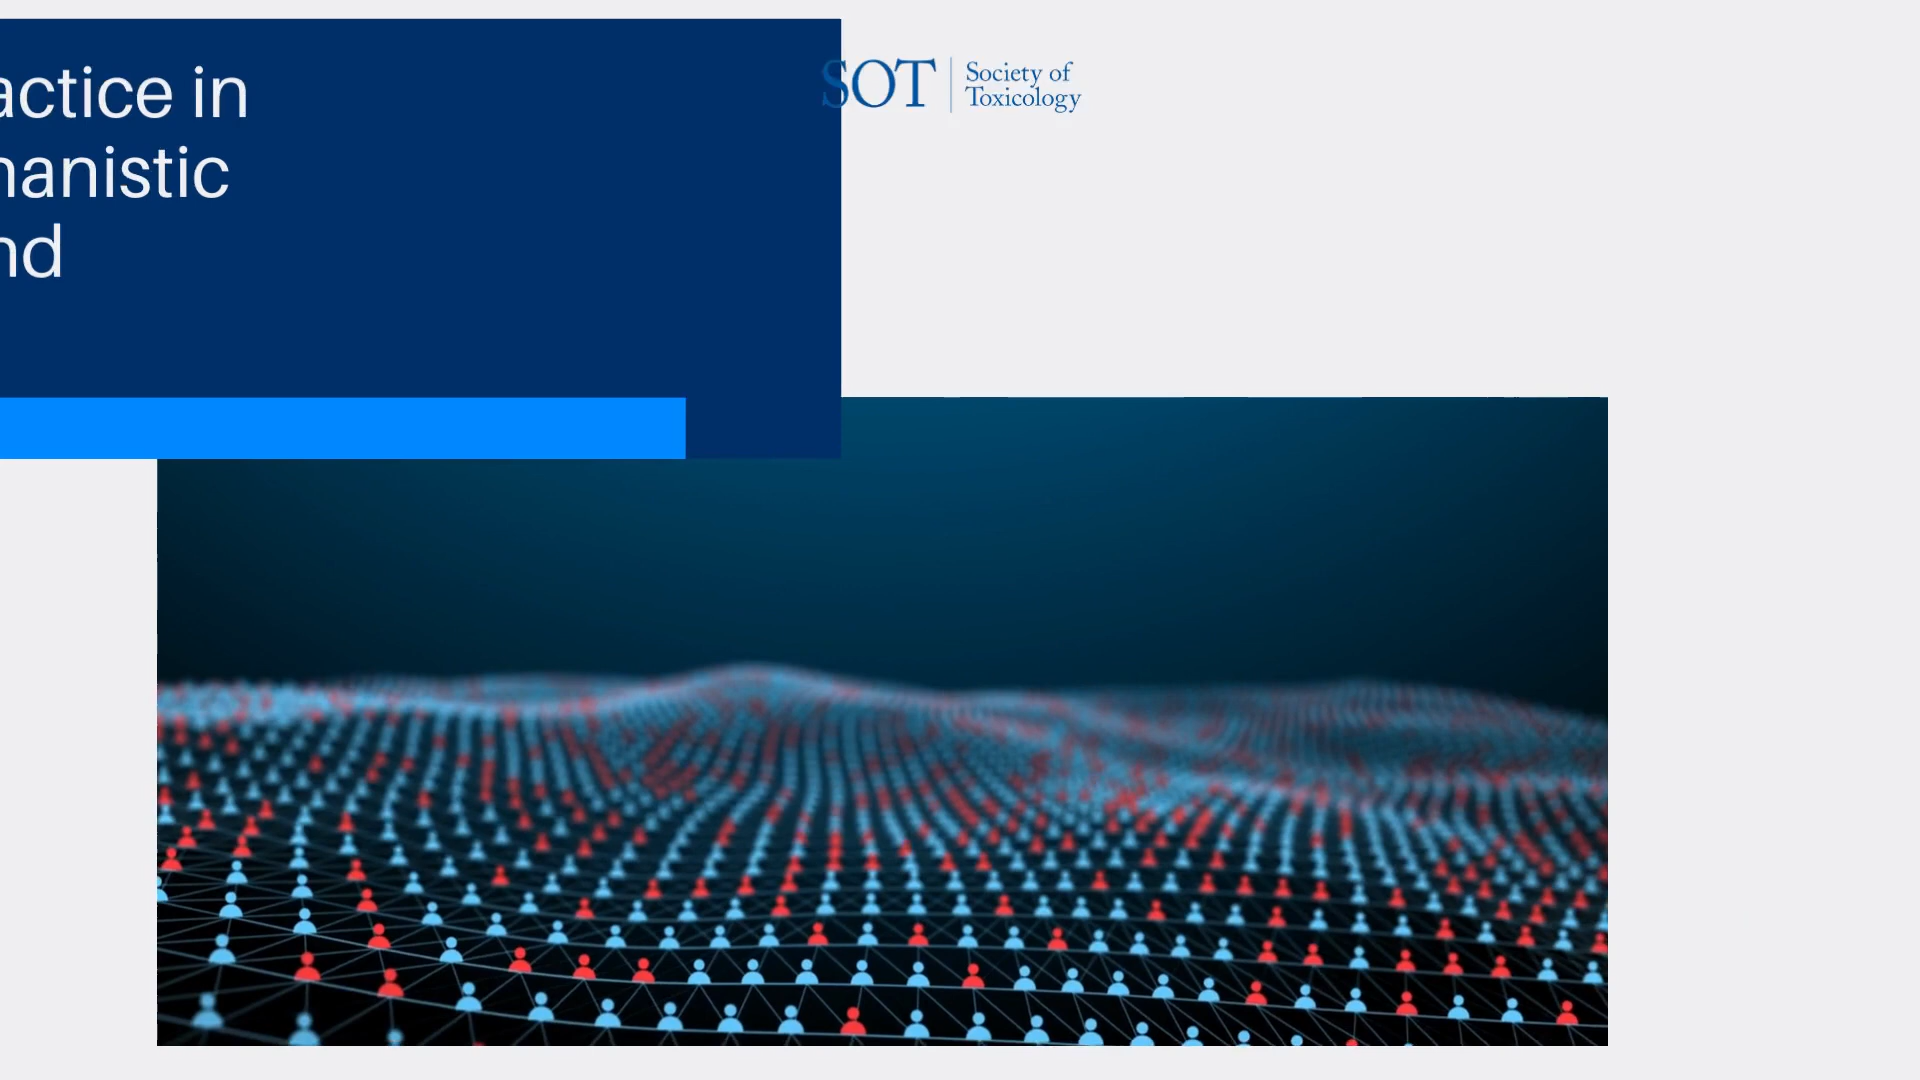 actice in
nanistic
nd
SOT
Society of
Toxicology